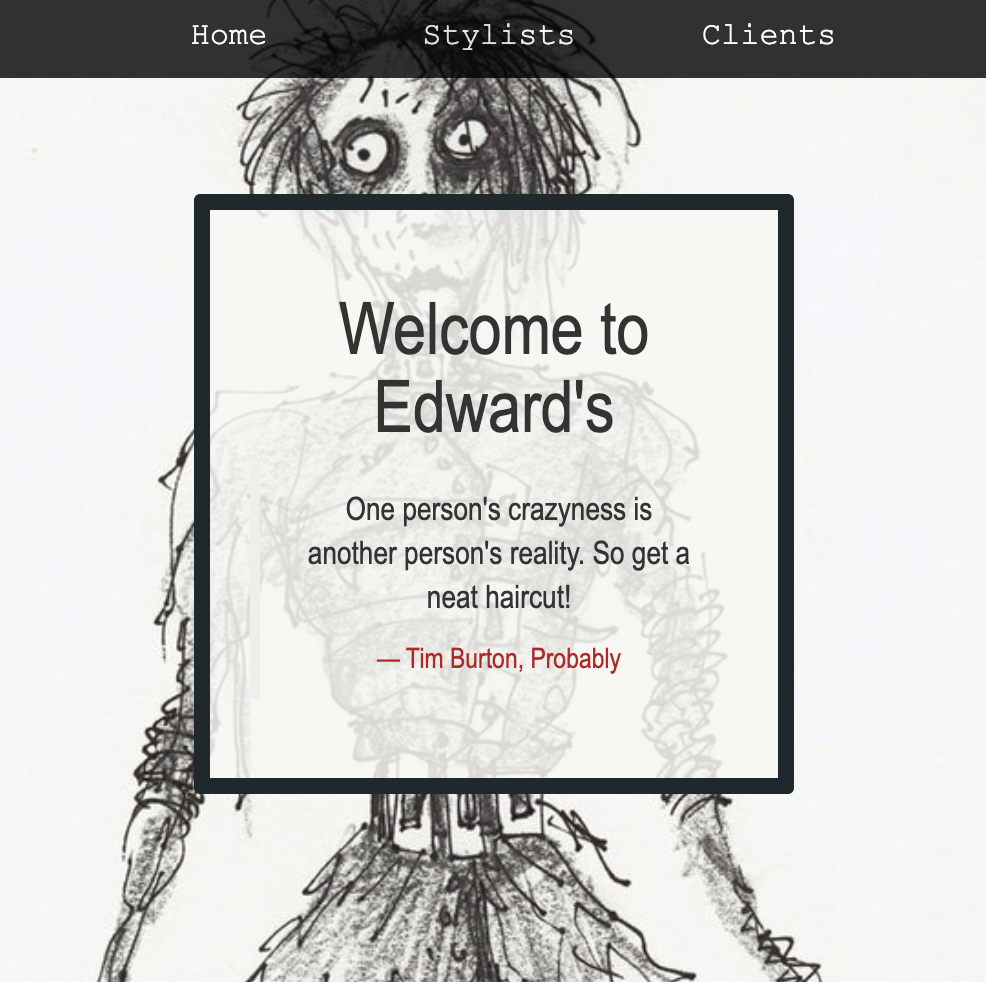 Home Stylists Clients
Welcome to
Edward's
One person's crazyness is
another person's reality. So get a
neat haircut!
— Tim Burton, Probably